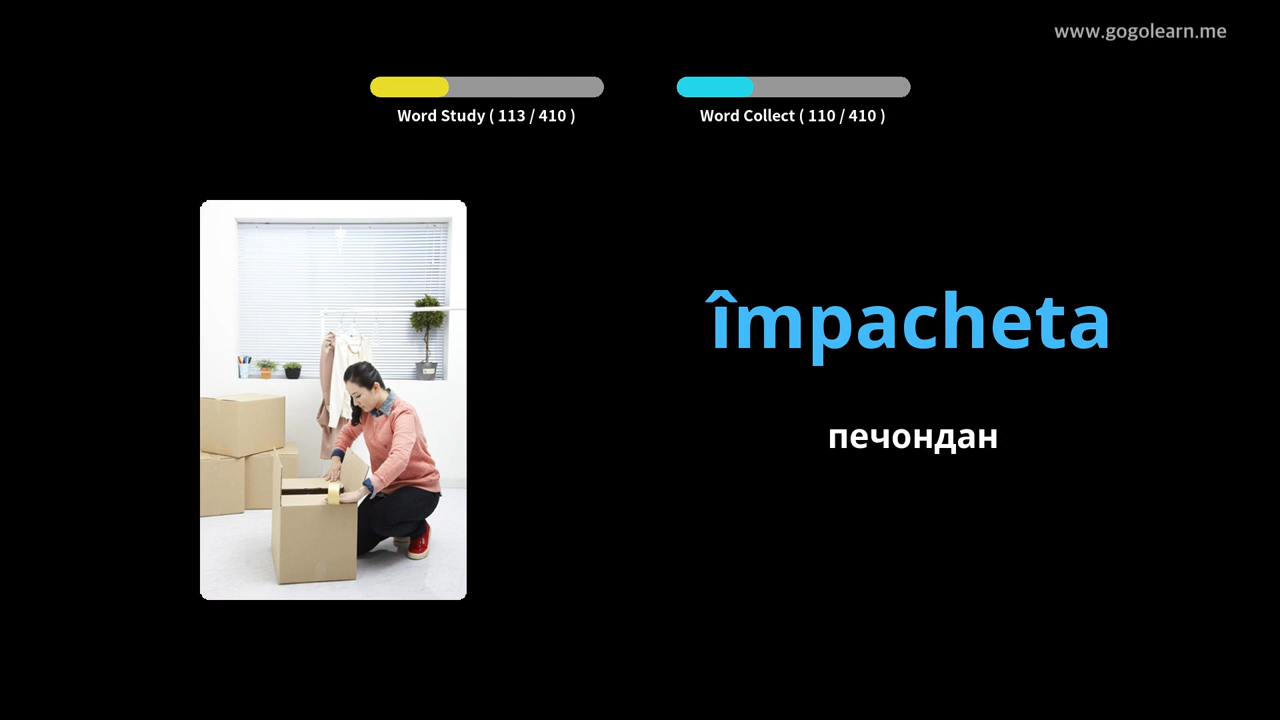 www.gogolearn.me
Word Study ( 113 / 410 )
Word Collect ( 110 / 410 )
împacheta
печондан